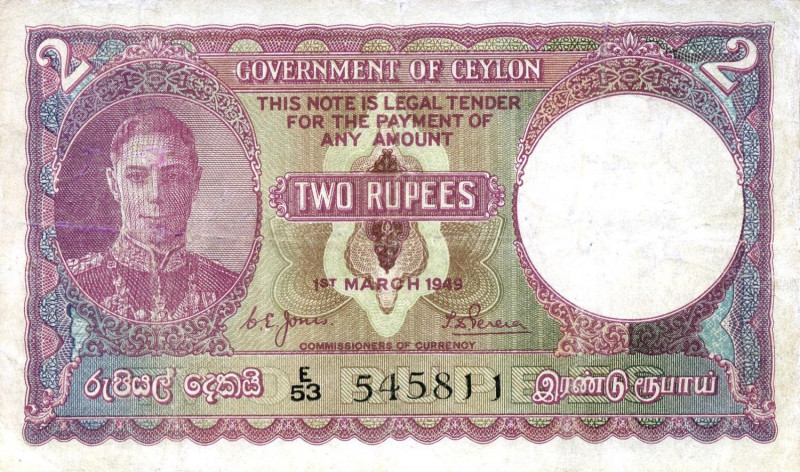 2 2
GOVERNMENT OF CEYLON
THIS NOTE IS LEGAL TENDER
FOR THE PAYMENT OF
ANY AMOUNT
TWO RUPEES
1ST MARCH 1949
C. E. Jones
COMMISSIONERS OF CURRENCY
රුපියල් දෙකයි E/53 545811 இரண்டு ரூபாய்